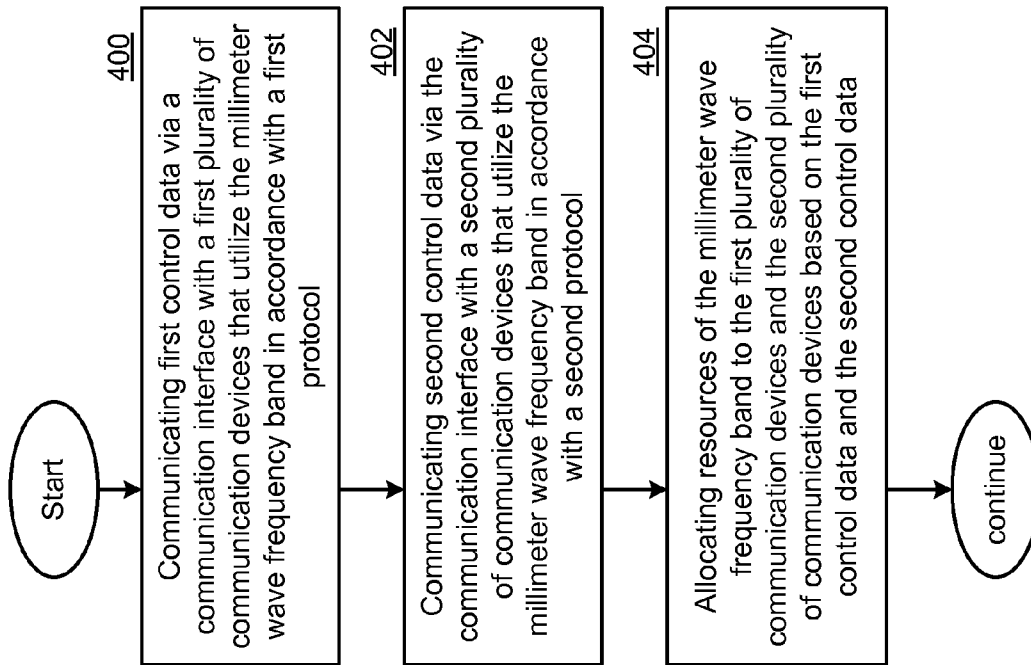 Start
400
Communicating first control data via a
communication interface with a first plurality of
communication devices that utilize the millimeter
wave frequency band in accordance with a first
protocol
402
Communicating second control data via the
communication interface with a second plurality
of communication devices that utilize the
millimeter wave frequency band in accordance
with a second protocol
404
Allocating resources of the millimeter wave
frequency band to the first plurality of
communication devices and the second plurality
of communication devices based on the first
control data and the second control data
continue